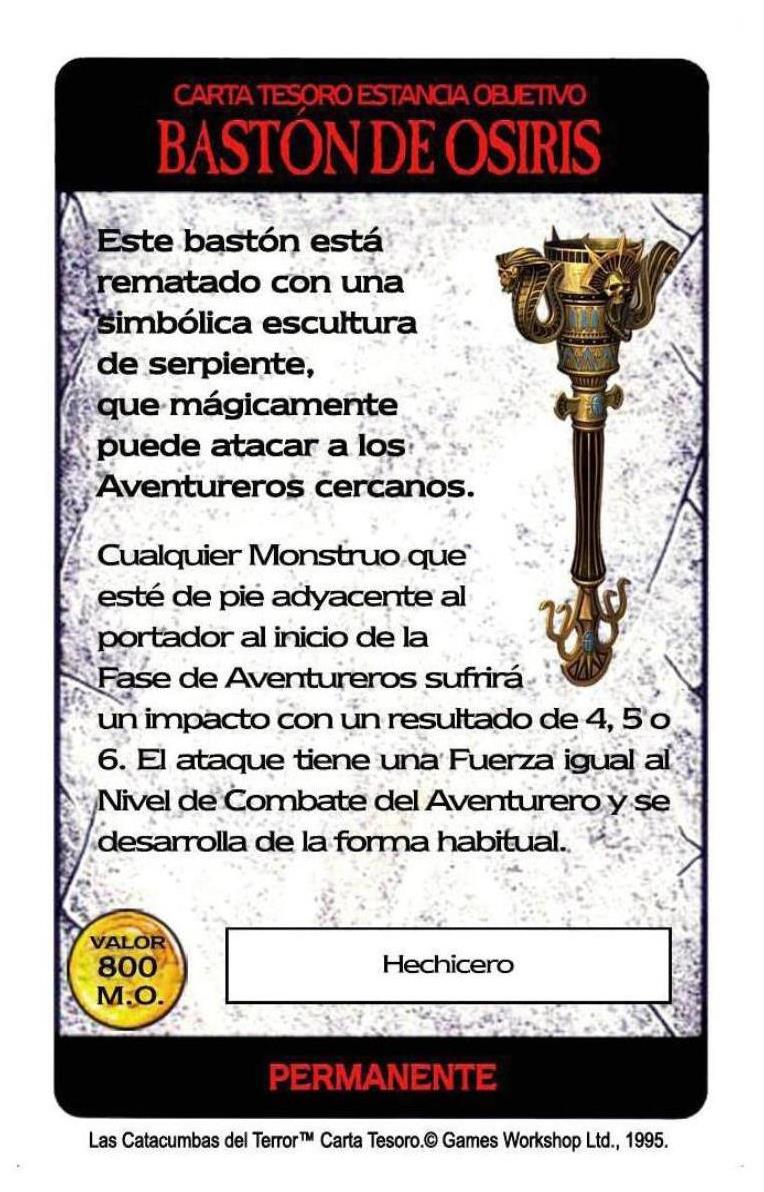 CARTA TESORO ESTANCIA OBJETIVO
BASTÓN DE OSIRIS
Este bastón está
rematado con una
simbólica escultura
de serpiente,
que mágicamente
puede atacar a los
Aventureros cercanos.
Cualquier Monstruo que
esté de pie adyacente al
portador al inicio de la
Fase de Aventureros sufrirá
un impacto con un resultado de 4, 5 o
6. El ataque tiene una Fuerza igual al
Nivel de Combate del Aventurero y se
desarrolla de la forma habitual.
VALOR
800
M.O.
Hechicero
PERMANENTE
Las Catacumbas del Terror™ Carta Tesoro.© Games Workshop Ltd., 1995.